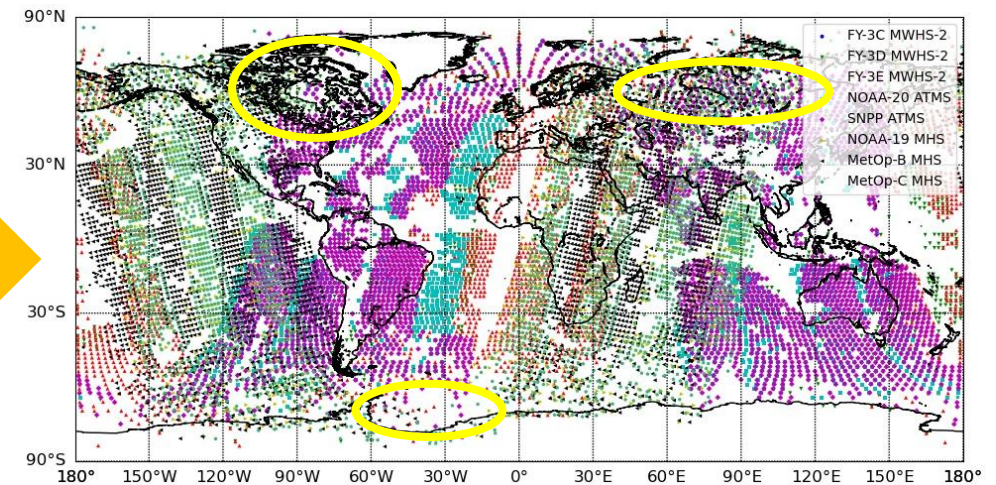 90°N
FY-3C MWHS-2
FY-3D MWHS-2
FY-3E MWHS-2
NOAA-20 ATMS
SNPP ATMS
NOAA-19 MHS
MetOp-B MHS
MetOp-C MHS
30°N
30°S
90°S
180° 150°W 120°W 90°W 60°W 30°W 0° 30°E 60°E 90°E 120°E 150°E 180°